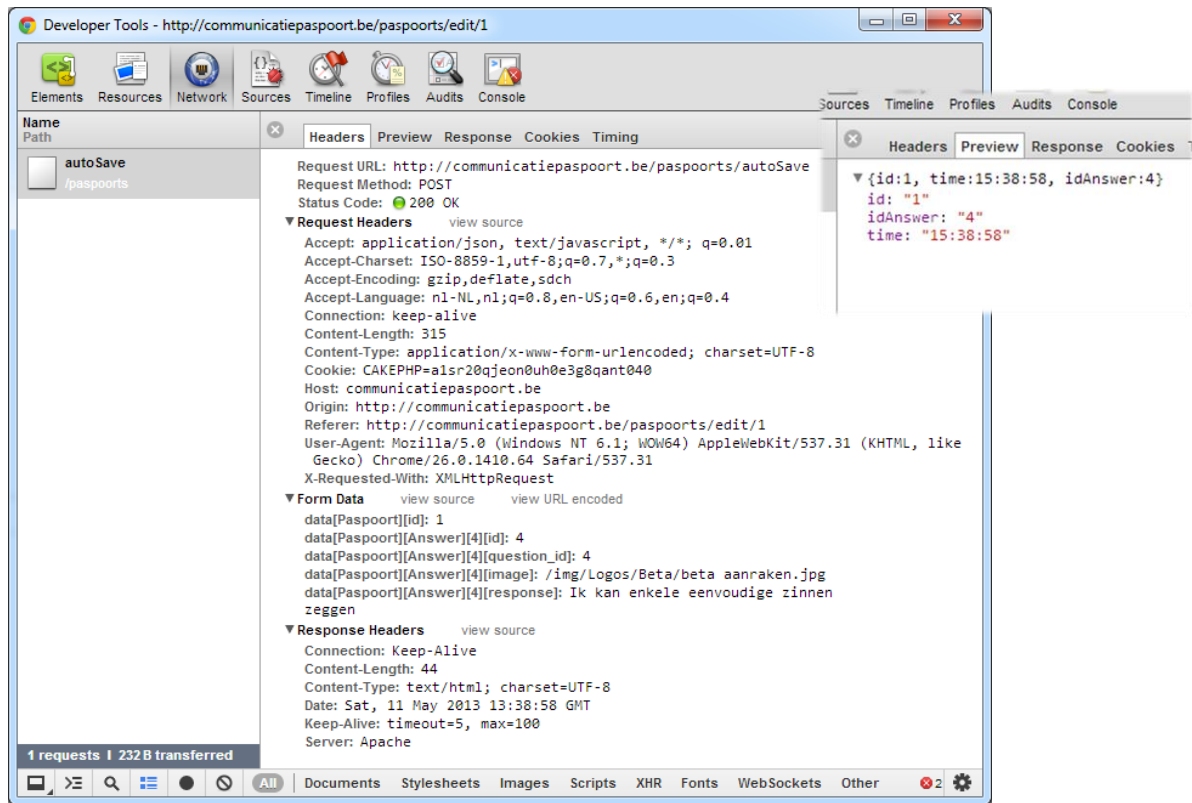 Developer Tools - http://communicatiepaspoort.be/paspoorts/edit/1
Elements Resources Network Sources Timeline Profiles Audits Console
Name
Path
autoSave
/paspoorts
Headers Preview Response Cookies Timing
Request URL: http://communicatiepaspoort.be/paspoorts/autoSave
Request Method: POST
Status Code: 200 OK
Request Headers view source
Accept: application/json, text/javascript, */*; q=0.01
Accept-Charset: ISO-8859-1,utf-8;q=0.7,*;q=0.3
Accept-Encoding: gzip,deflate,sdch
Accept-Language: nl-NL,nl;q=0.8,en-US;q=0.6,en;q=0.4
Connection: keep-alive
Content-Length: 315
Content-Type: application/x-www-form-urlencoded; charset=UTF-8
Cookie: CAKEPHP=a1sr20qjeon0uh0e3g8qant040
Host: communicatiepaspoort.be
Origin: http://communicatiepaspoort.be
Referer: http://communicatiepaspoort.be/paspoorts/edit/1
User-Agent: Mozilla/5.0 (Windows NT 6.1; WOW64) AppleWebKit/537.31 (KHTML, like
Gecko) Chrome/26.0.1410.64 Safari/537.31
X-Requested-With: XMLHttpRequest
Form Data view source view URL encoded
data[Paspoort][id]: 1
data[Paspoort][Answer][4][id]: 4
data[Paspoort][Answer][4][question_id]: 4
data[Paspoort][Answer][4][image]: /img/Logos/Beta/beta aanraken.jpg
data[Paspoort][Answer][4][response]: Ik kan enkele eenvoudige zinnen
zeggen
Response Headers view source
Connection: Keep-Alive
Content-Length: 44
Content-Type: text/html; charset=UTF-8
Date: Sat, 11 May 2013 13:38:58 GMT
Keep-Alive: timeout=5, max=100
Server: Apache
1 requests | 232 B transferred
All Documents Stylesheets Images Scripts XHR Fonts WebSockets Other 2
Sources Timeline Profiles Audits Console
Headers Preview Response Cookies
{id:1, time:15:38:58, idAnswer:4}
id: "1"
idAnswer: "4"
time: "15:38:58"